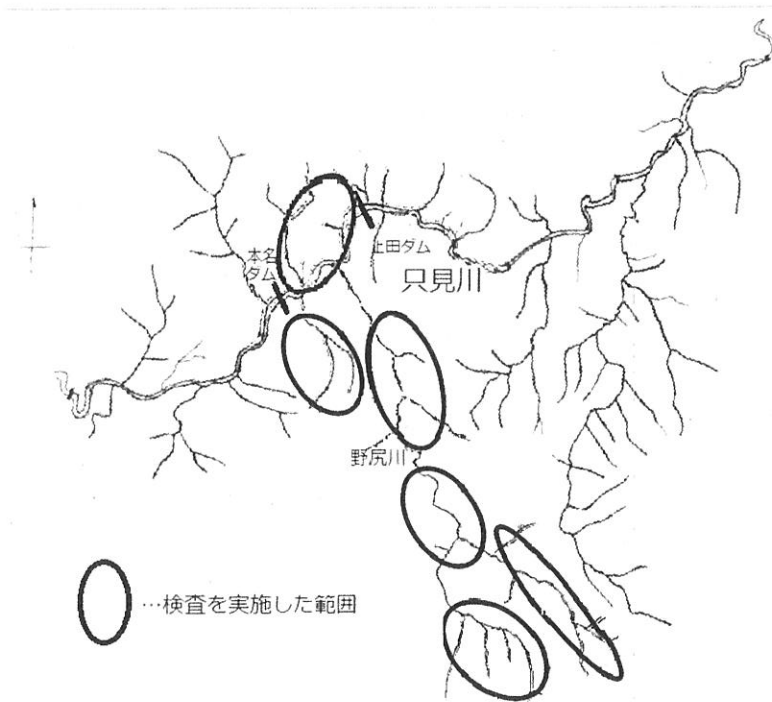 本名
ダム
上田ダム
只見川
野尻川
…検査を実施した範囲